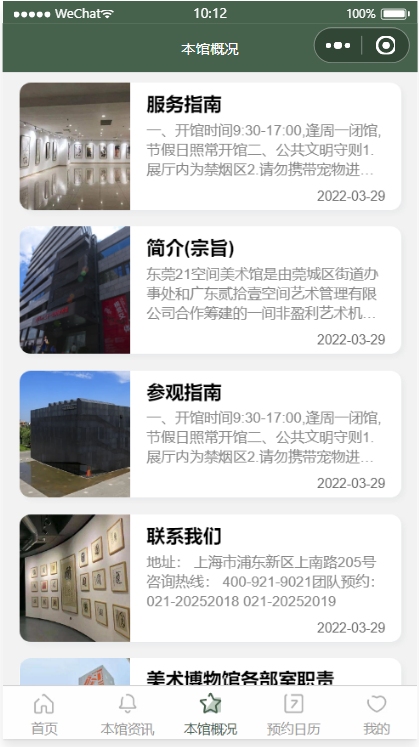 WeChat
10:12
100%
本馆概况
服务指南
一、开馆时间9:30-17:00,逢周一闭馆,
节假日照常开馆二、公共文明守则1.
展厅内为禁烟区2.请勿携带宠物进...
2022-03-29
简介(宗旨)
东莞21空间美术馆是由莞城区街道办
事处和广东贰拾壹空间艺术管理有限
公司合作筹建的一间非盈利艺术机...
2022-03-29
参观指南
一、开馆时间9:30-17:00,逢周一闭馆,
节假日照常开馆二、公共文明守则1.
展厅内为禁烟区2.请勿携带宠物进...
2022-03-29
联系我们
地址： 上海市浦东新区上南路205号
咨询热线： 400-921-9021团队预约：
021-20252018 021-20252019
2022-03-29
美术博物馆各部室职责
首页
本馆资讯
本馆概况
7
预约日历
我的